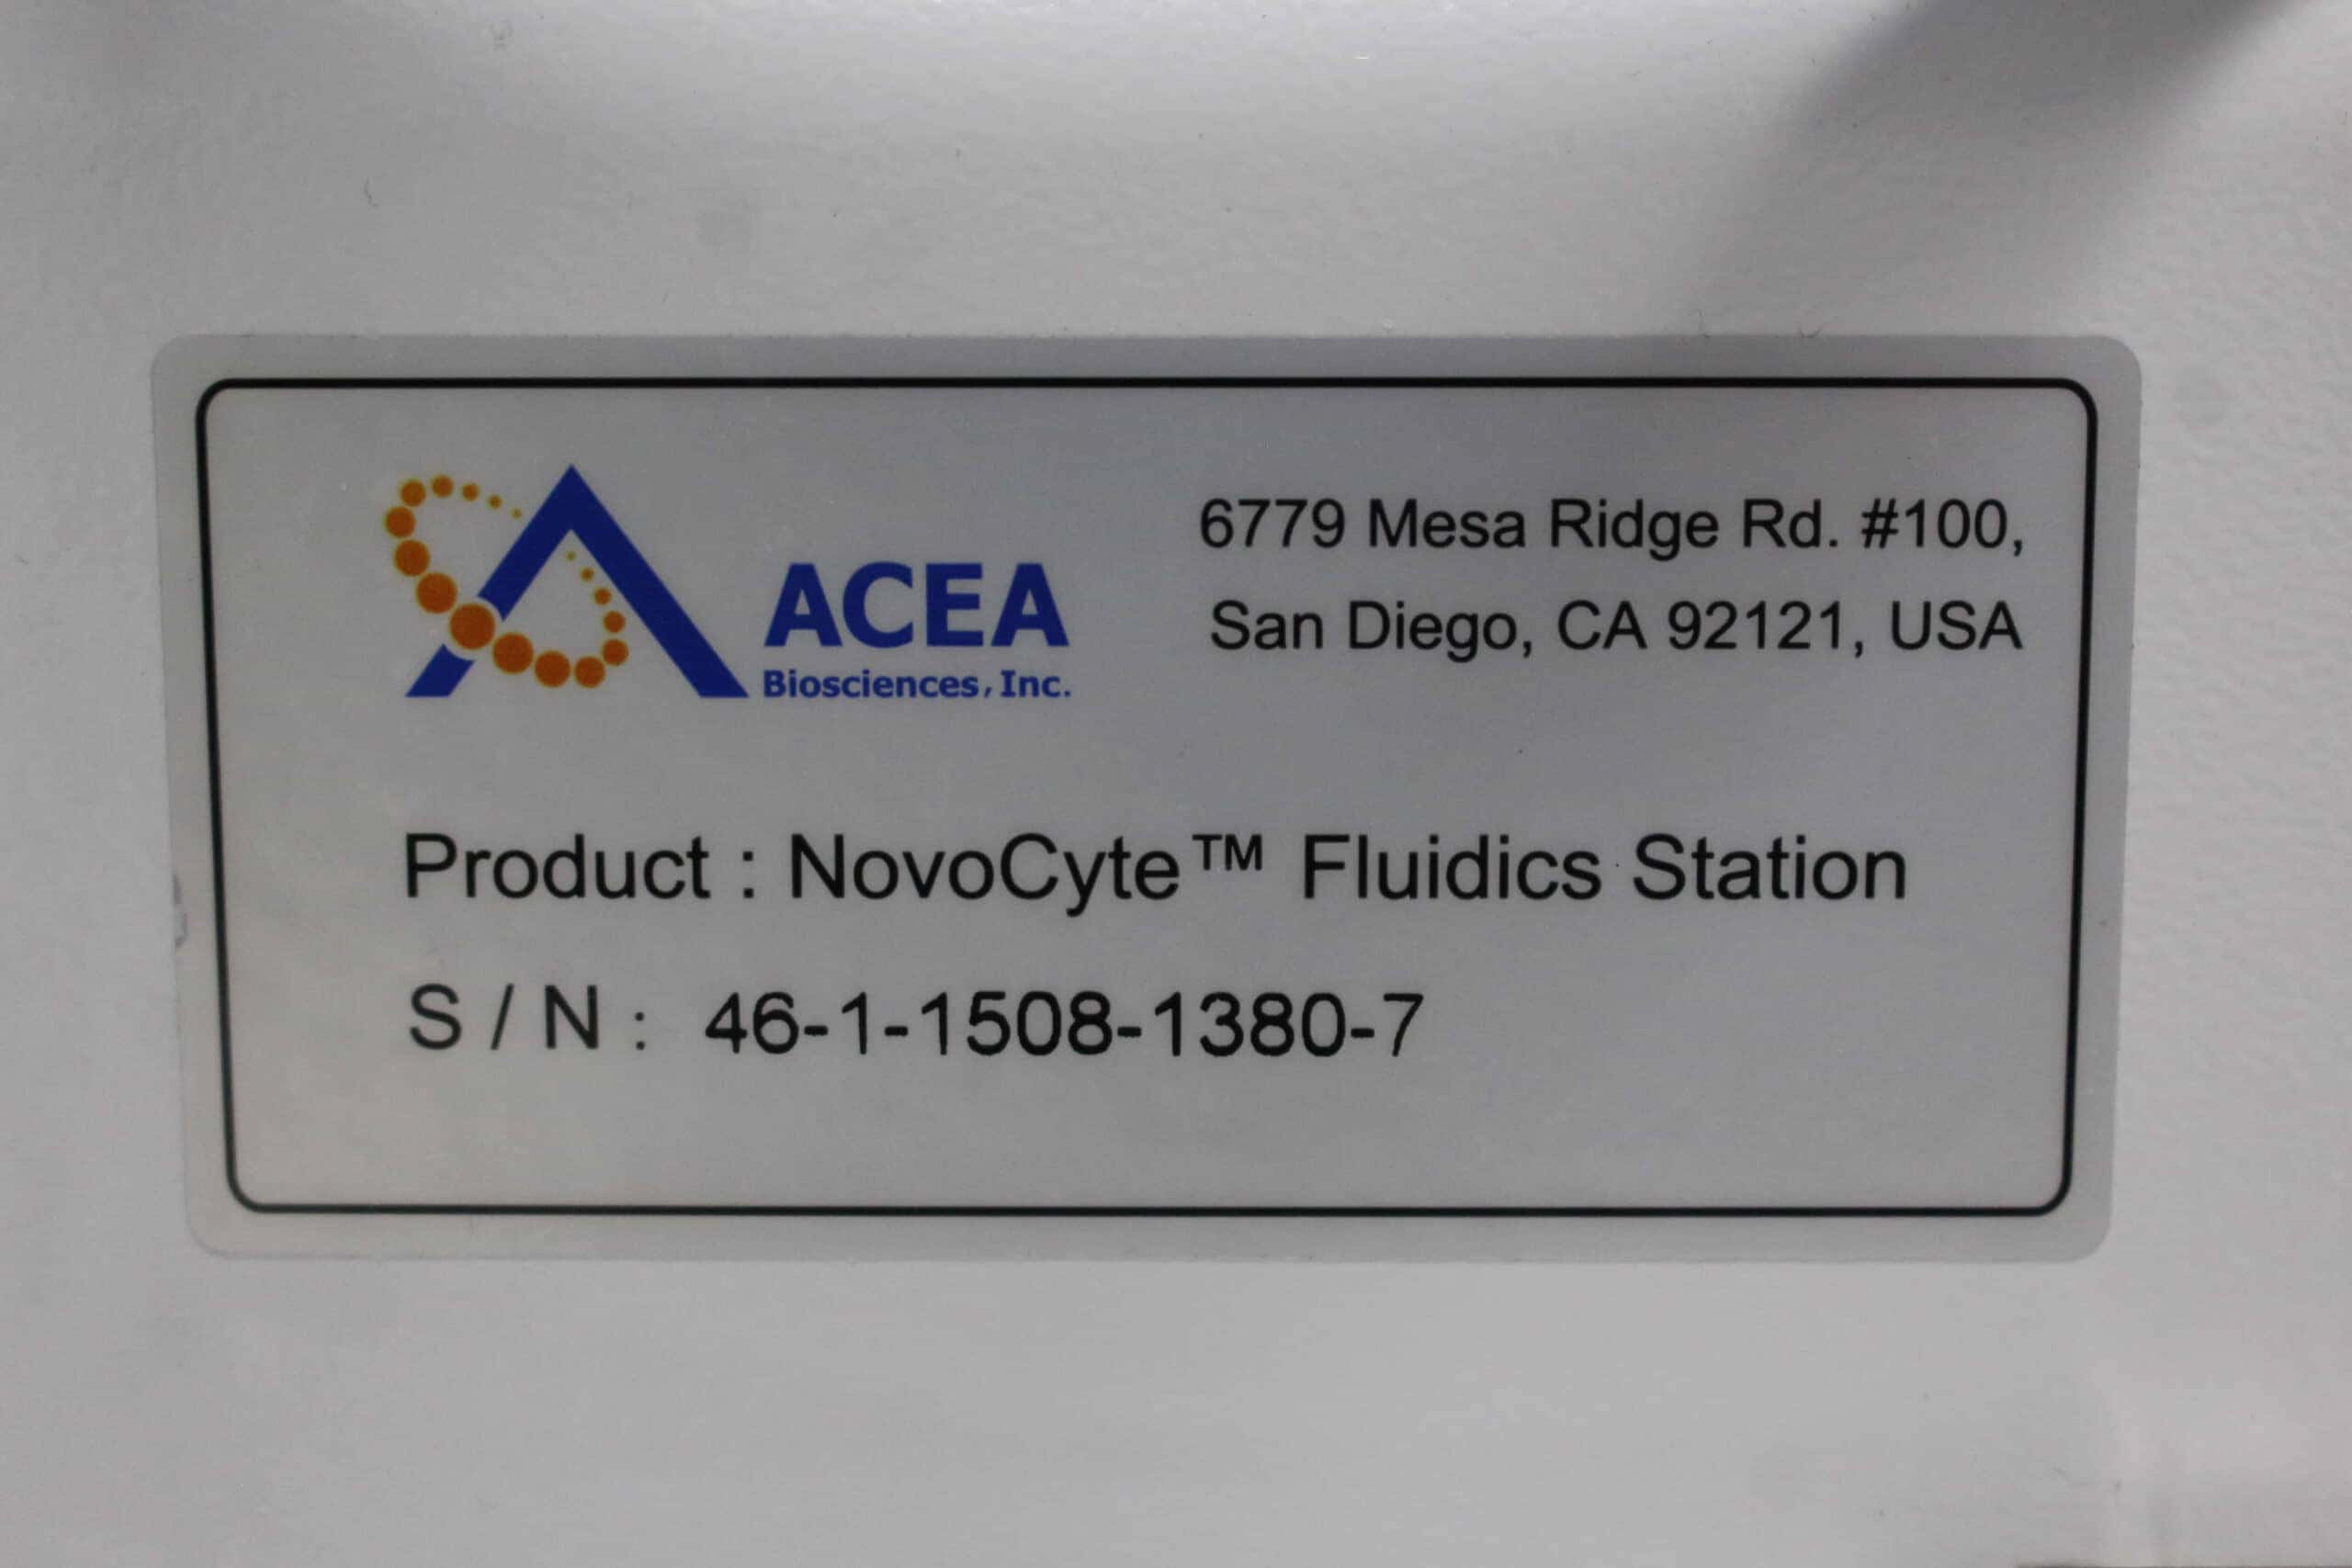 ACEA
Biosciences, Inc.
6779 Mesa Ridge Rd. #100,
San Diego, CA 92121, USA
Product : NovoCyte™ Fluidics Station
S / N : 46-1-1508-1380-7